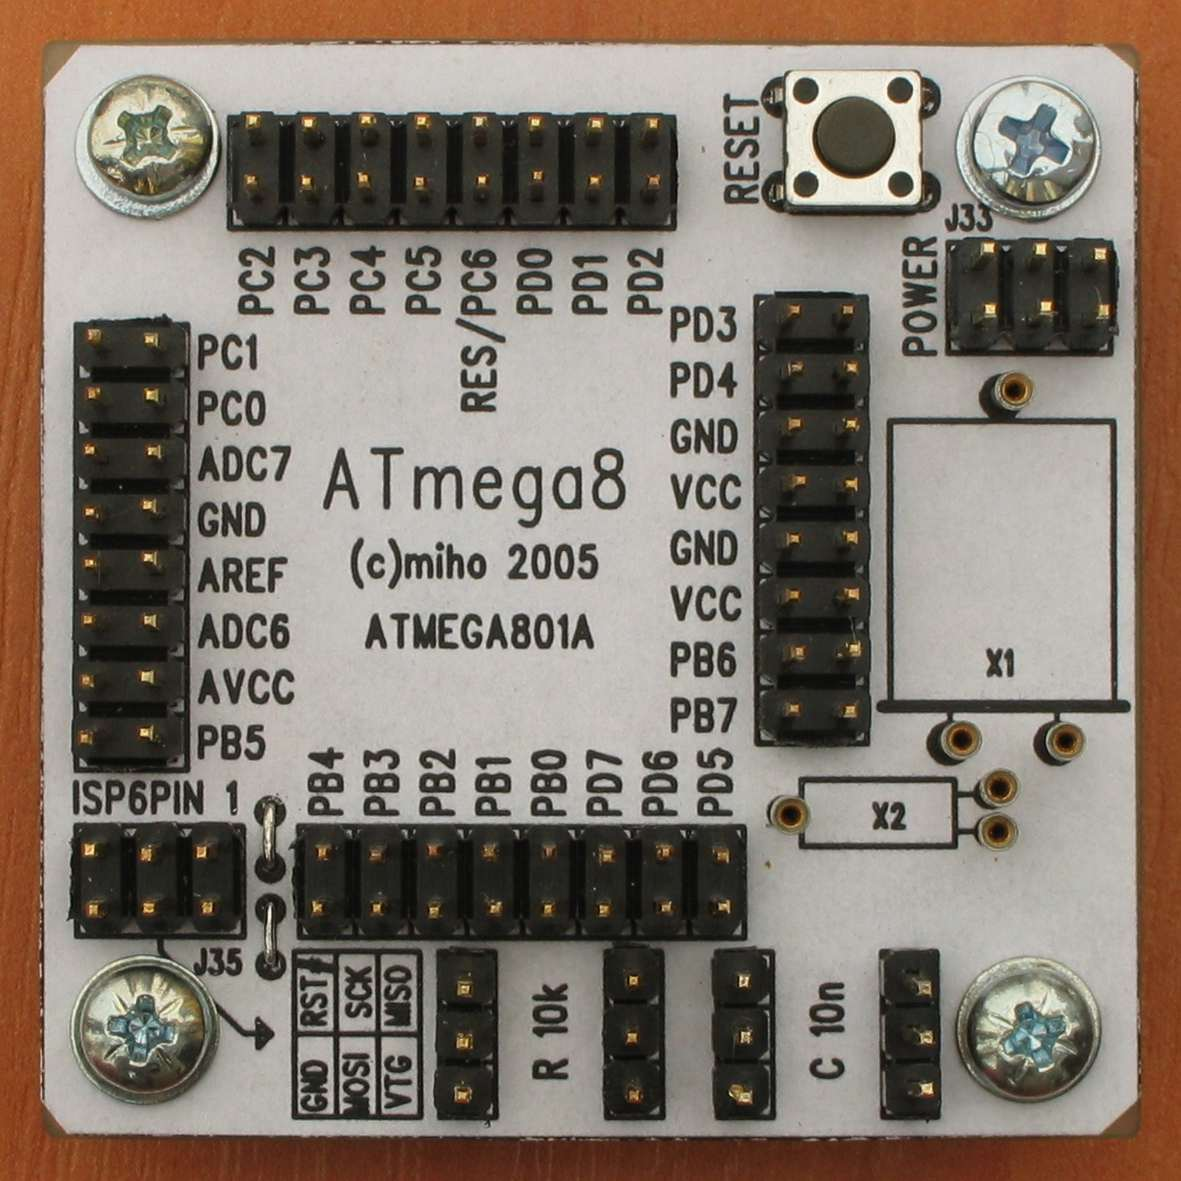 RESET
J33
POWER
PC2
PC3
PC4
PC5
RES/PC6
PD0
PD1
PD2
PC1
PC0
ADC7
GND
AREF
ADC6
AVCC
PB5
ATmega8
(c)miho 2005
ATMEGA801A
PD3
PD4
GND
VCC
GND
VCC
PB6
PB7
X1
X2
PB4
PB3
PB2
PB1
PB0
PD7
PD6
PD5
ISP6PIN 1
J35
RST#
SCK
MISO
GND
MOSI
VTG
R 10k
C 10n